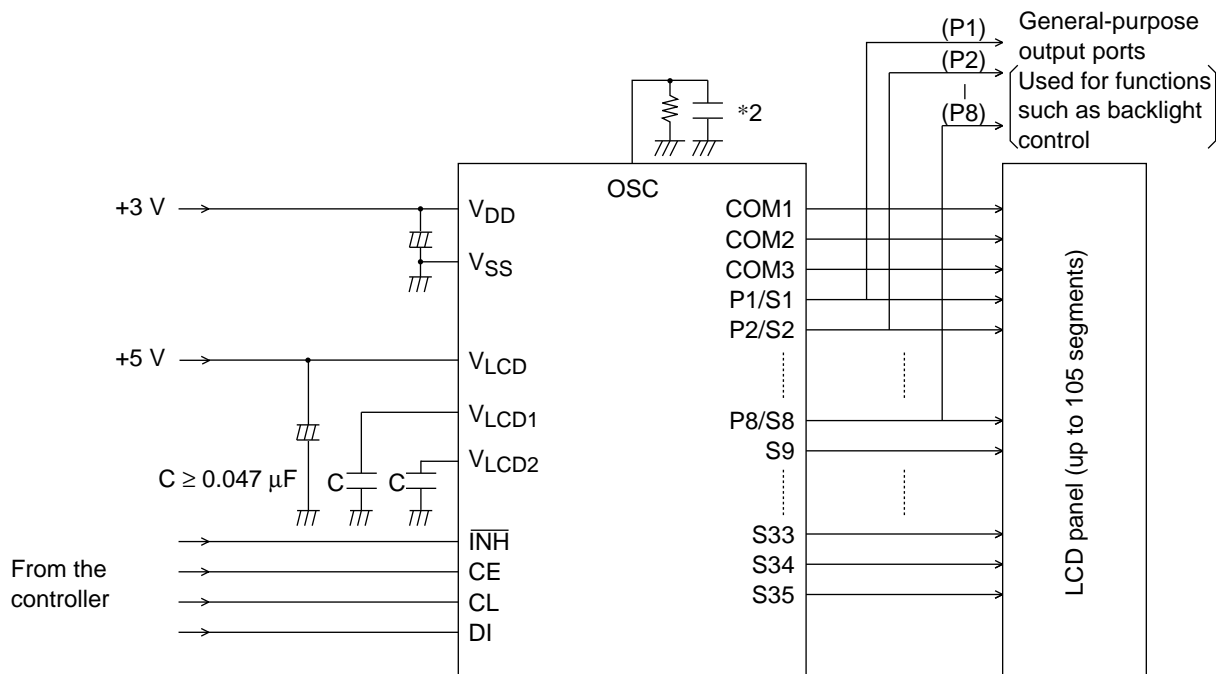 (P1)
General-purpose
output ports
(P2)
(P8)
Used for functions
such as backlight
control
*2
OSC
+3 V
VDD
VSS
+5 V
VLCD
VLCD1
VLCD2
C ≥ 0.047 μF
C
C
From the
controller
INH
CE
CL
DI
COM1
COM2
COM3
P1/S1
P2/S2
P8/S8
S9
S33
S34
S35
LCD panel (up to 105 segments)